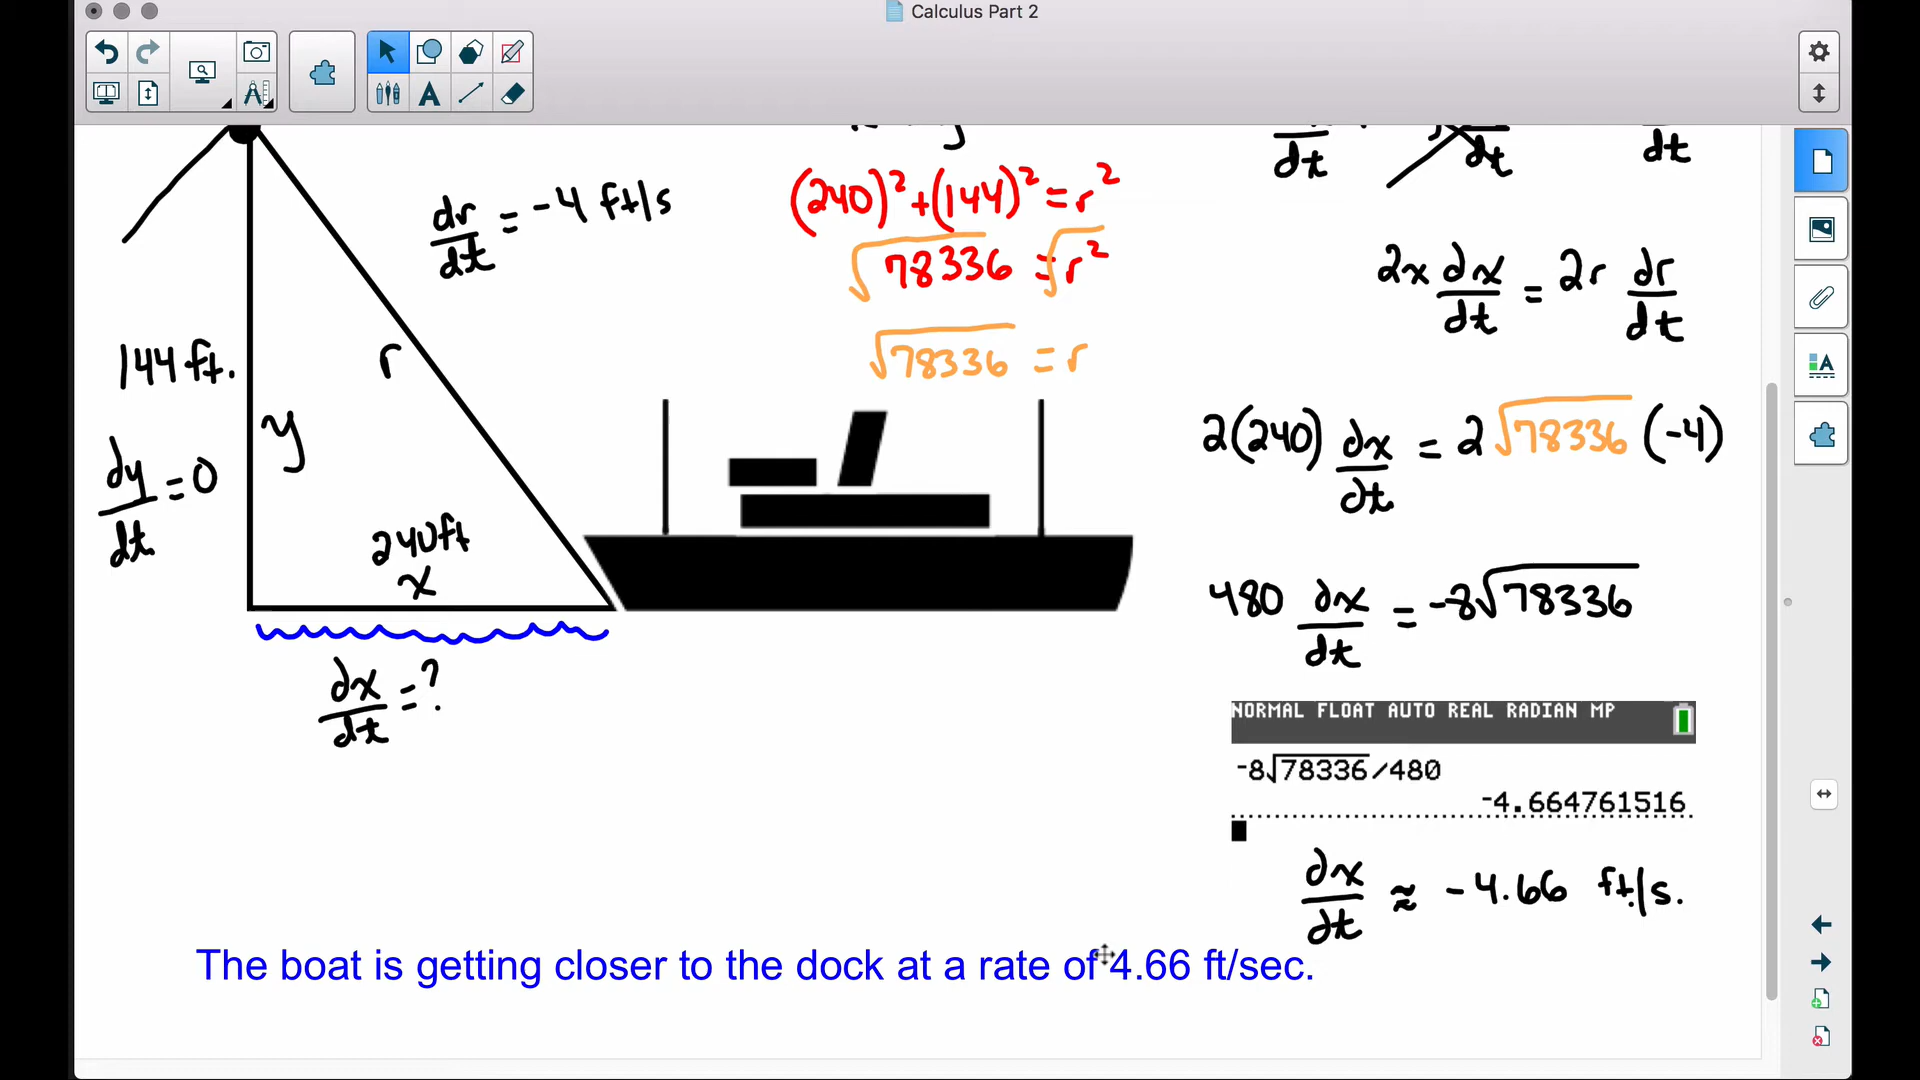 Calculus Part 2
dr/dt = -4 ft/s
144 ft.
r
y
dy/dt = 0
240ft
x
dx/dt = ?
(240)² + (144)² = r²
√78336 = √r²
√78336 = r
dt dt dt
2x dx/dt = 2r dr/dt
2(240) dx/dt = 2√78336 (-4)
480 dx/dt = -8√78336
NORMAL FLOAT AUTO REAL RADIAN MP
-8√78336/480
-4.664761516
dx/dt ≈ -4.66 ft/s.
The boat is getting closer to the dock at a rate of 4.66 ft/sec.